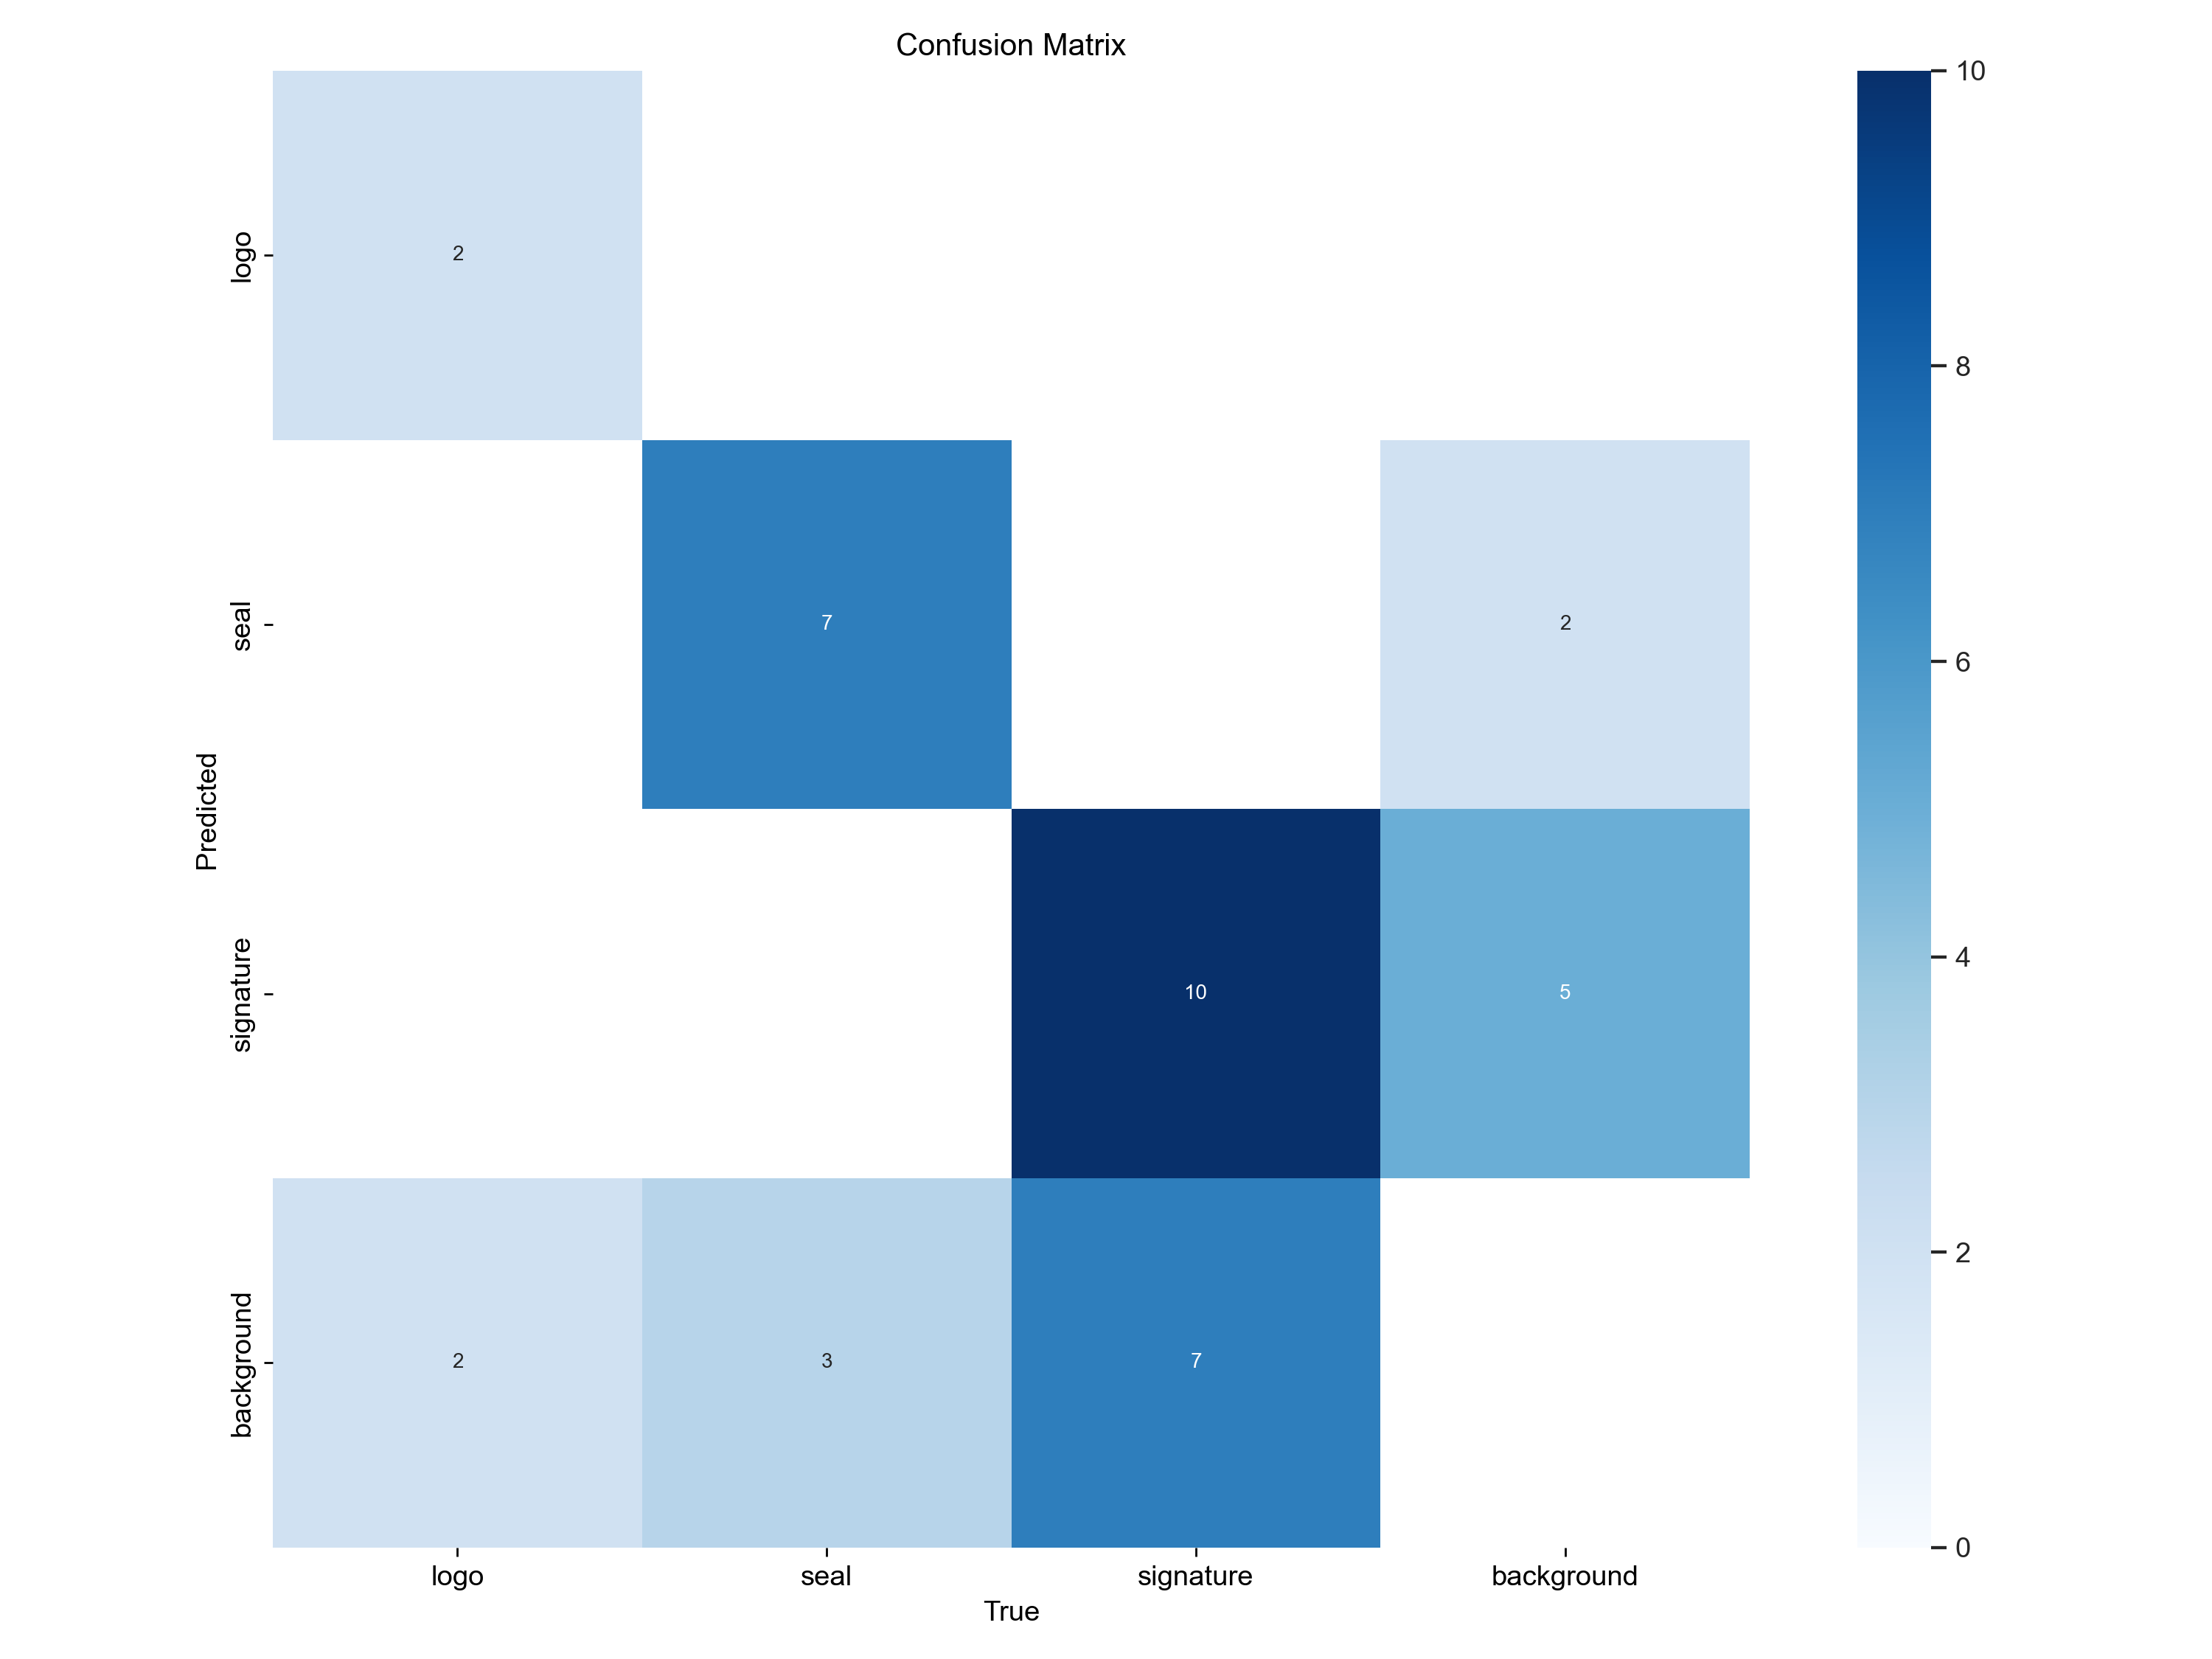 Confusion Matrix
10
logo
2
8
seal
7
2
6
Predicted
signature
10
5
4
background
2
3
7
2
0
logo
seal
signature
background
True